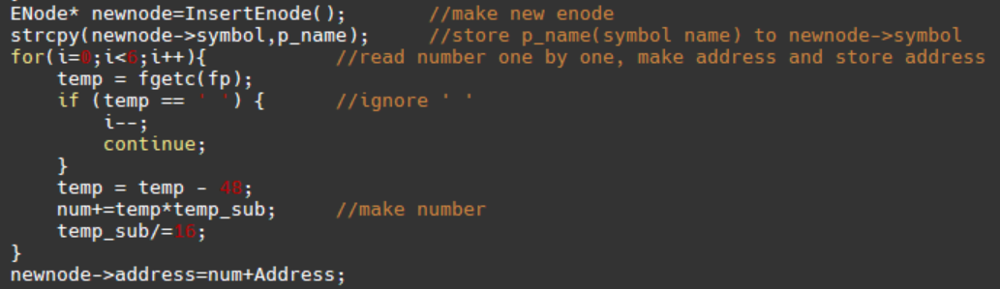 ENode* newnode=InsertEnode(); //make new enode
strcpy(newnode->symbol,p_name); //store p_name(symbol name) to newnode->symbol
for(i=0;i<6;i++){ //read number one by one, make address and store address
temp = fgetc(fp);
if (temp == ' ') { //ignore ' '
i--;
continue;
}
temp = temp - 48;
num+=temp*temp_sub; //make number
temp_sub/=16;
}
newnode->address=num+Address;